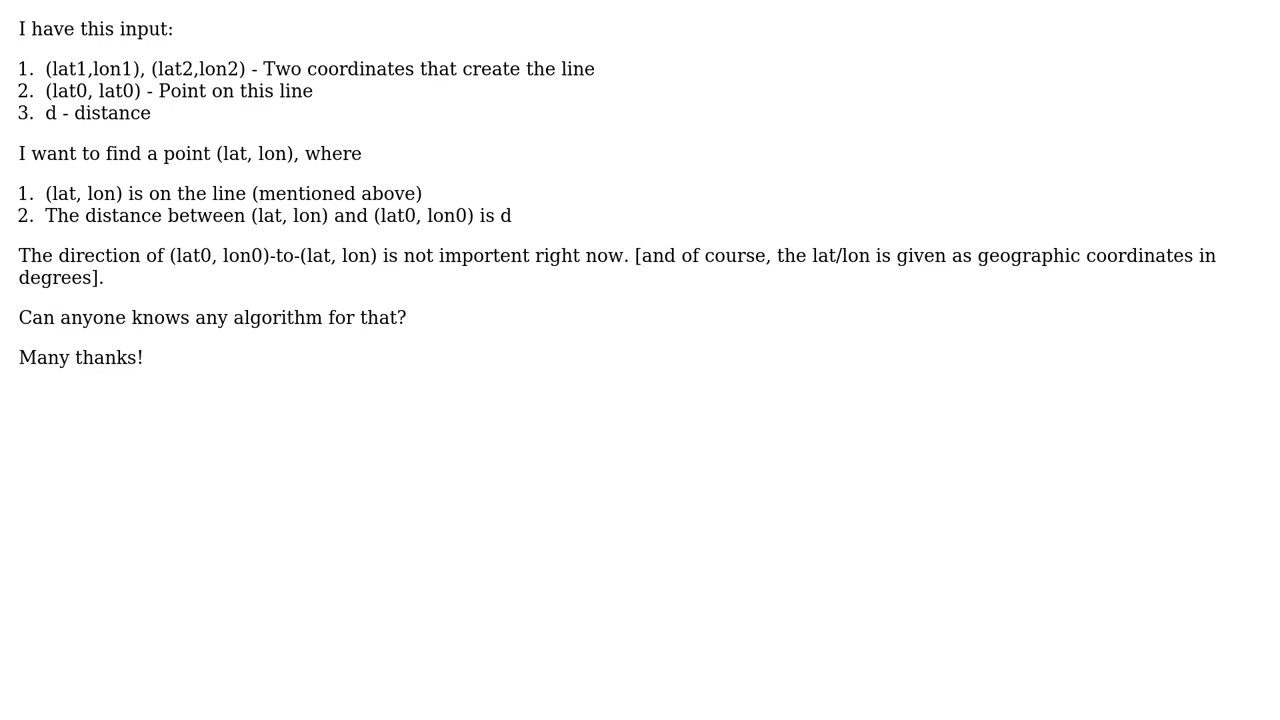 I have this input:
1. (lat1,lon1), (lat2,lon2) - Two coordinates that create the line
2. (lat0, lat0) - Point on this line
3. d - distance
I want to find a point (lat, lon), where
1. (lat, lon) is on the line (mentioned above)
2. The distance between (lat, lon) and (lat0, lon0) is d
The direction of (lat0, lon0)-to-(lat, lon) is not importent right now. [and of course, the lat/lon is given as geographic coordinates in
degrees].
Can anyone knows any algorithm for that?
Many thanks!